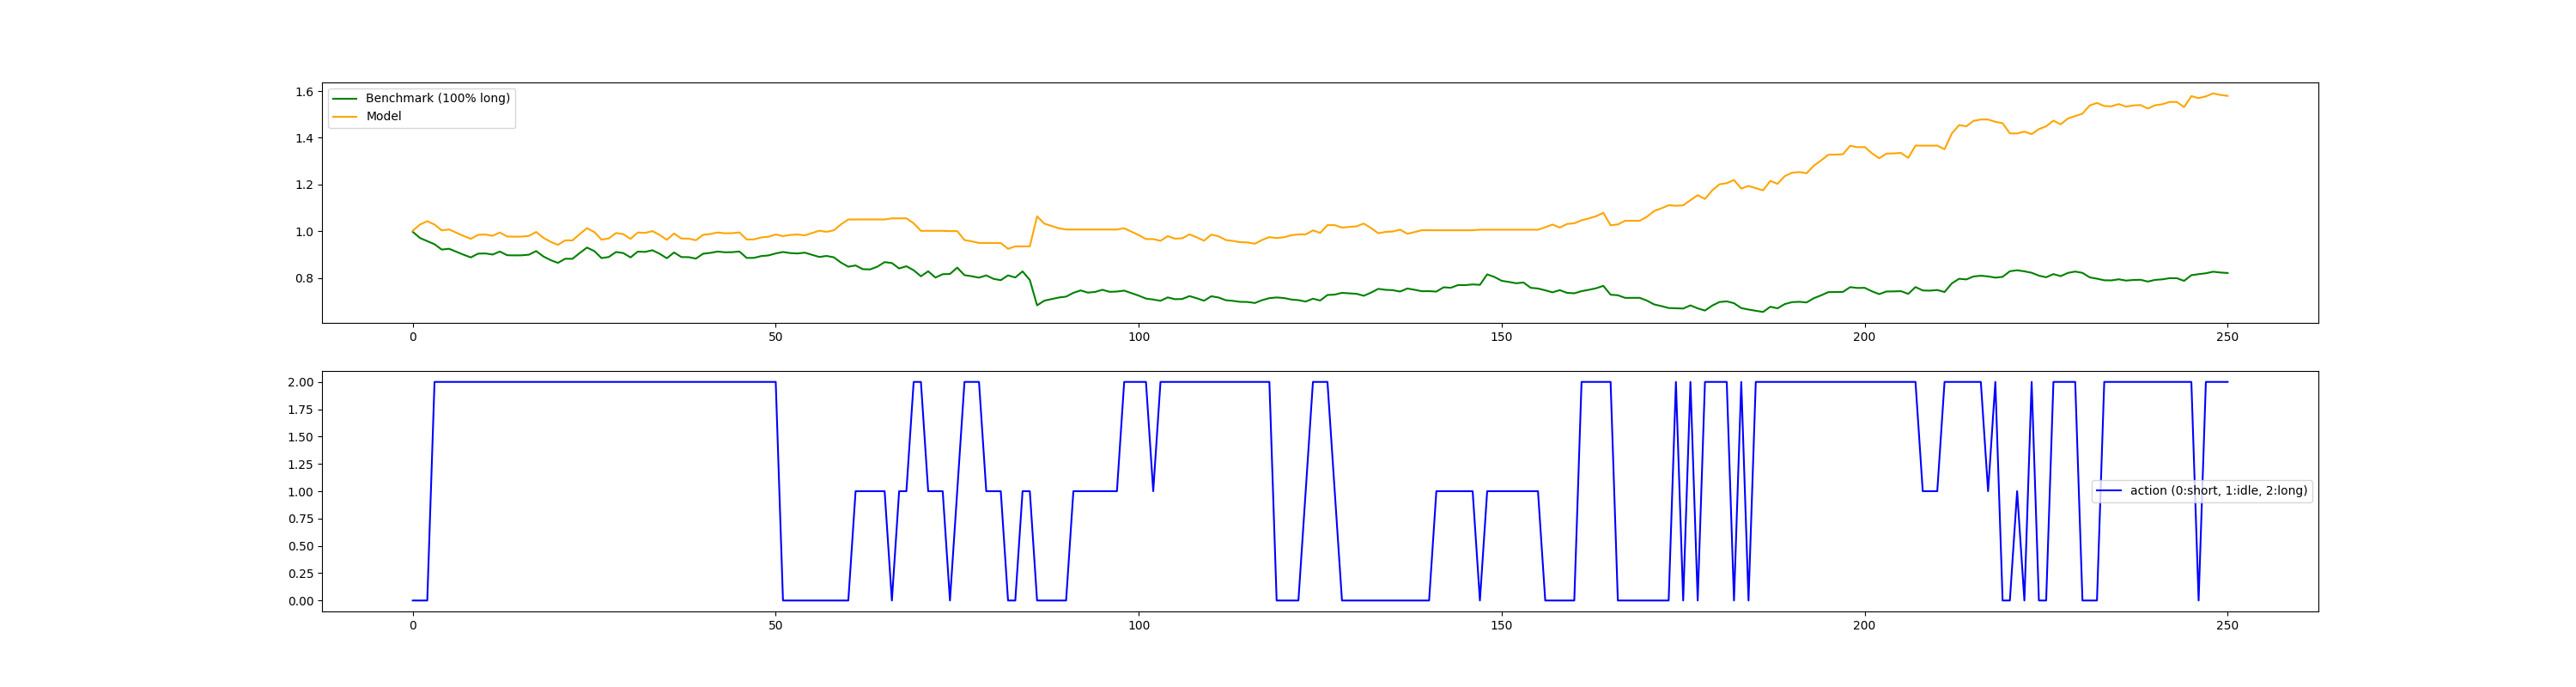 1.6
1.4
1.2
1.0
0.8
Benchmark (100% long)
Model
0 50 100 150 200 250
2.00
1.75
1.50
1.25
1.00
0.75
0.50
0.25
0.00
action (0:short, 1:idle, 2:long)
0 50 100 150 200 250